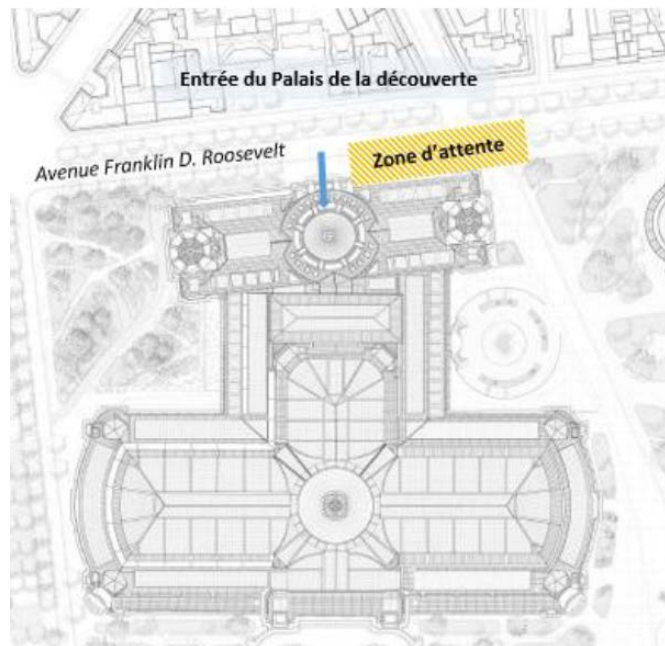 Entrée du Palais de la découverte
Avenue Franklin D. Roosevelt
Zone d'attente